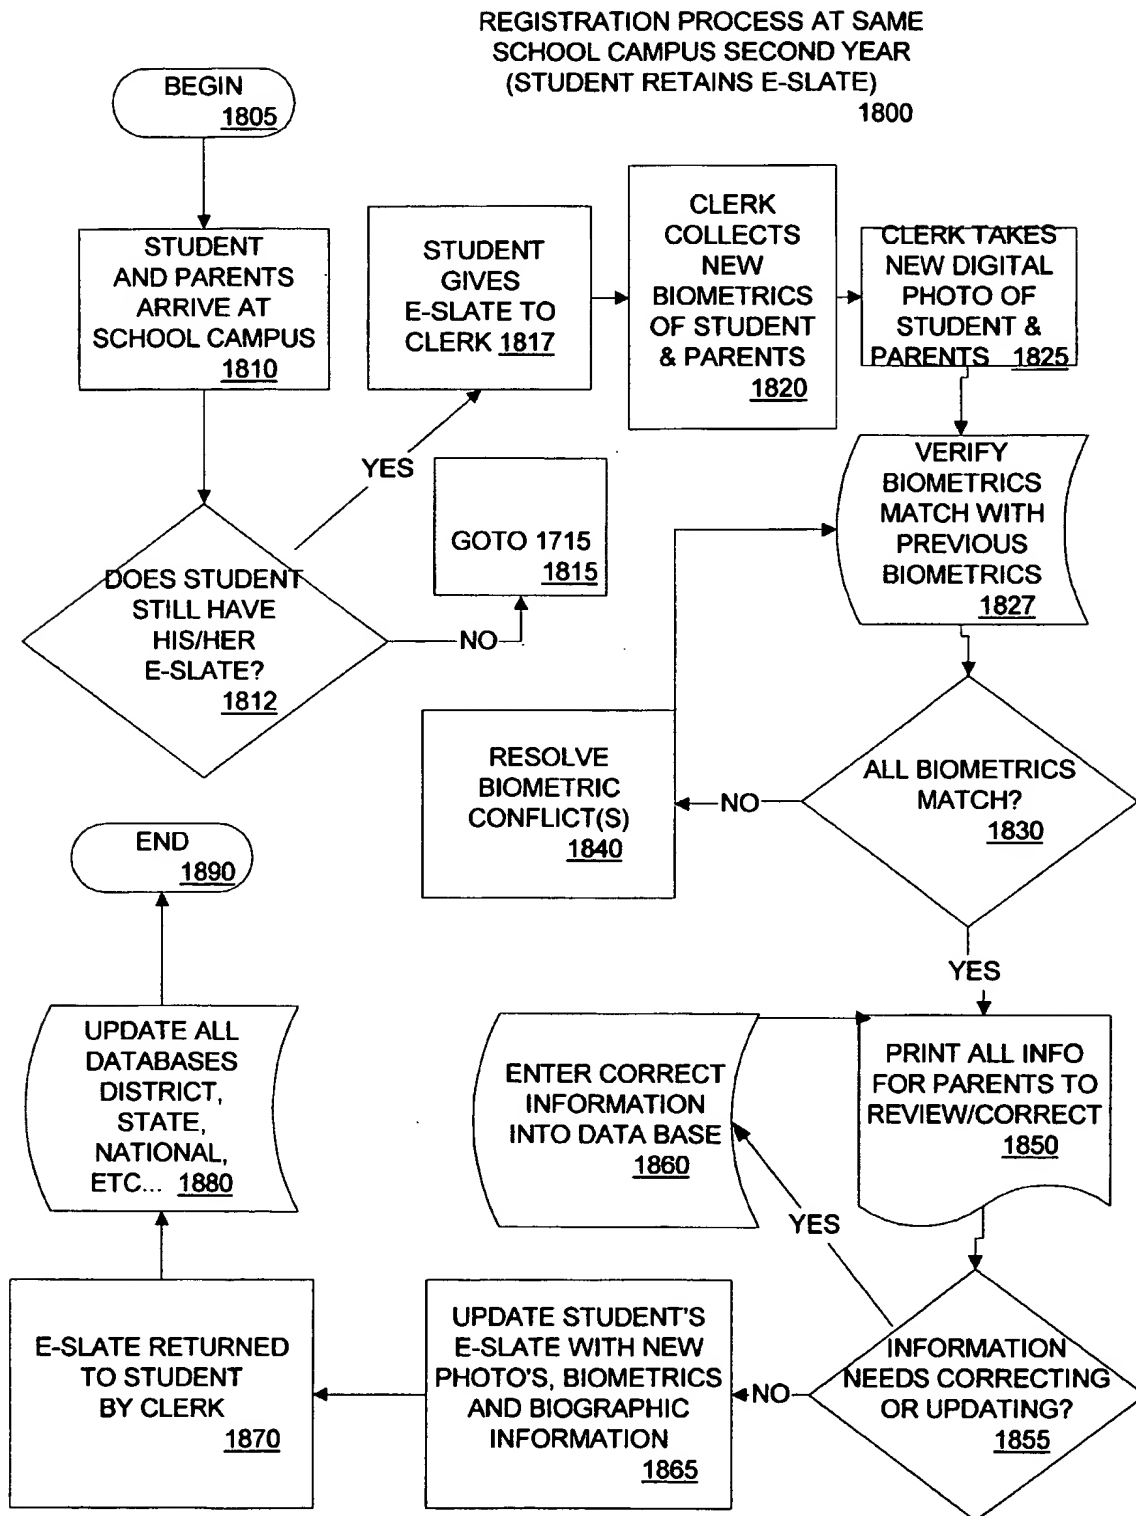 REGISTRATION PROCESS AT SAME
SCHOOL CAMPUS SECOND YEAR
(STUDENT RETAINS E-SLATE)
1800
BEGIN
1805
STUDENT
AND PARENTS
ARRIVE AT
SCHOOL CAMPUS
1810
DOES STUDENT
STILL HAVE
HIS/HER
E-SLATE?
1812
YES
NO
GOTO 1715
1815
STUDENT
GIVES
E-SLATE TO
CLERK 1817
CLERK
COLLECTS
NEW
BIOMETRICS
OF STUDENT
& PARENTS
1820
CLERK TAKES
NEW DIGITAL
PHOTO OF
STUDENT &
PARENTS 1825
VERIFY
BIOMETRICS
MATCH WITH
PREVIOUS
BIOMETRICS
1827
ALL BIOMETRICS
MATCH?
1830
NO
RESOLVE
BIOMETRIC
CONFLICT(S)
1840
YES
PRINT ALL INFO
FOR PARENTS TO
REVIEW/CORRECT
1850
INFORMATION
NEEDS CORRECTING
OR UPDATING?
1855
YES
ENTER CORRECT
INFORMATION
INTO DATA BASE
1860
NO
UPDATE STUDENT'S
E-SLATE WITH NEW
PHOTO'S, BIOMETRICS
AND BIOGRAPHIC
INFORMATION
1865
E-SLATE RETURNED
TO STUDENT
BY CLERK
1870
UPDATE ALL
DATABASES
DISTRICT,
STATE,
NATIONAL,
ETC... 1880
END
1890